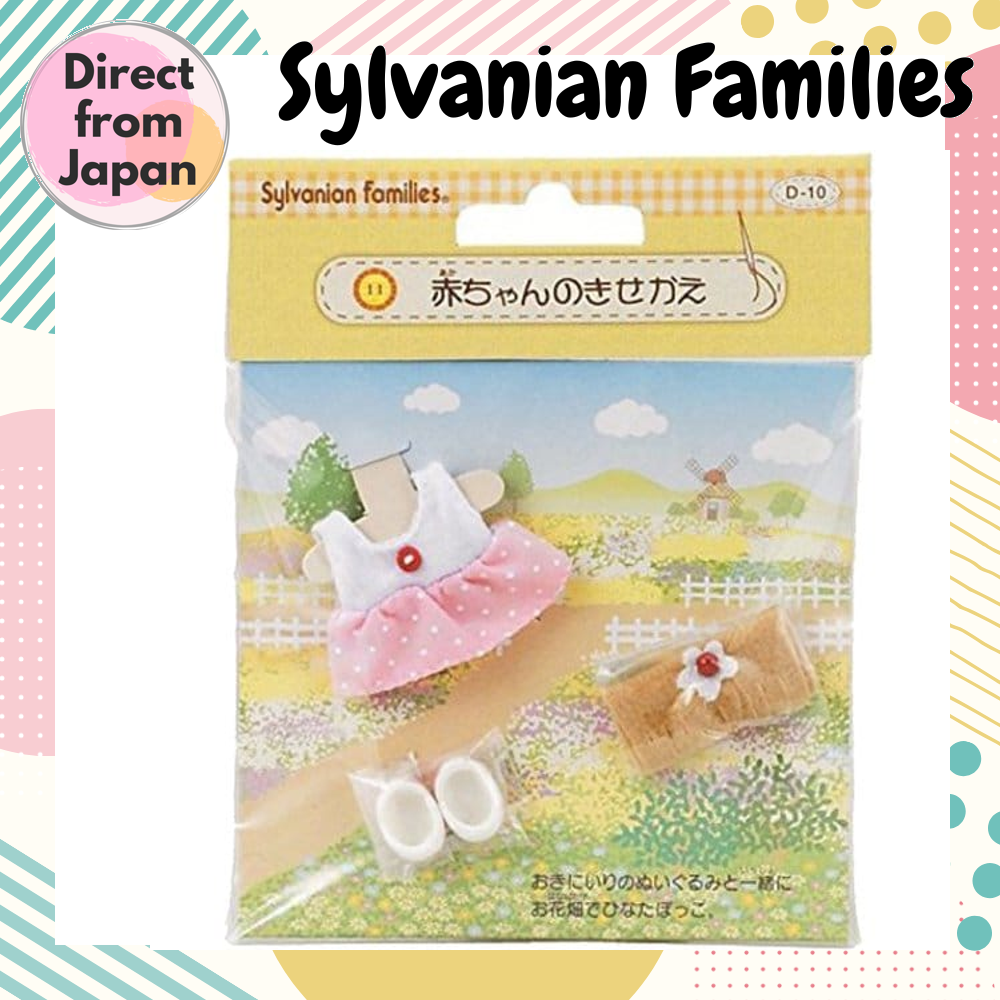 Direct
from
Japan
Sylvanian Families
Sylvanian families®
D-10
11
あか
赤ちゃんのきせかえ
おきにいりのぬいぐるみと一緒に
お花畑でひなたぼっこ。